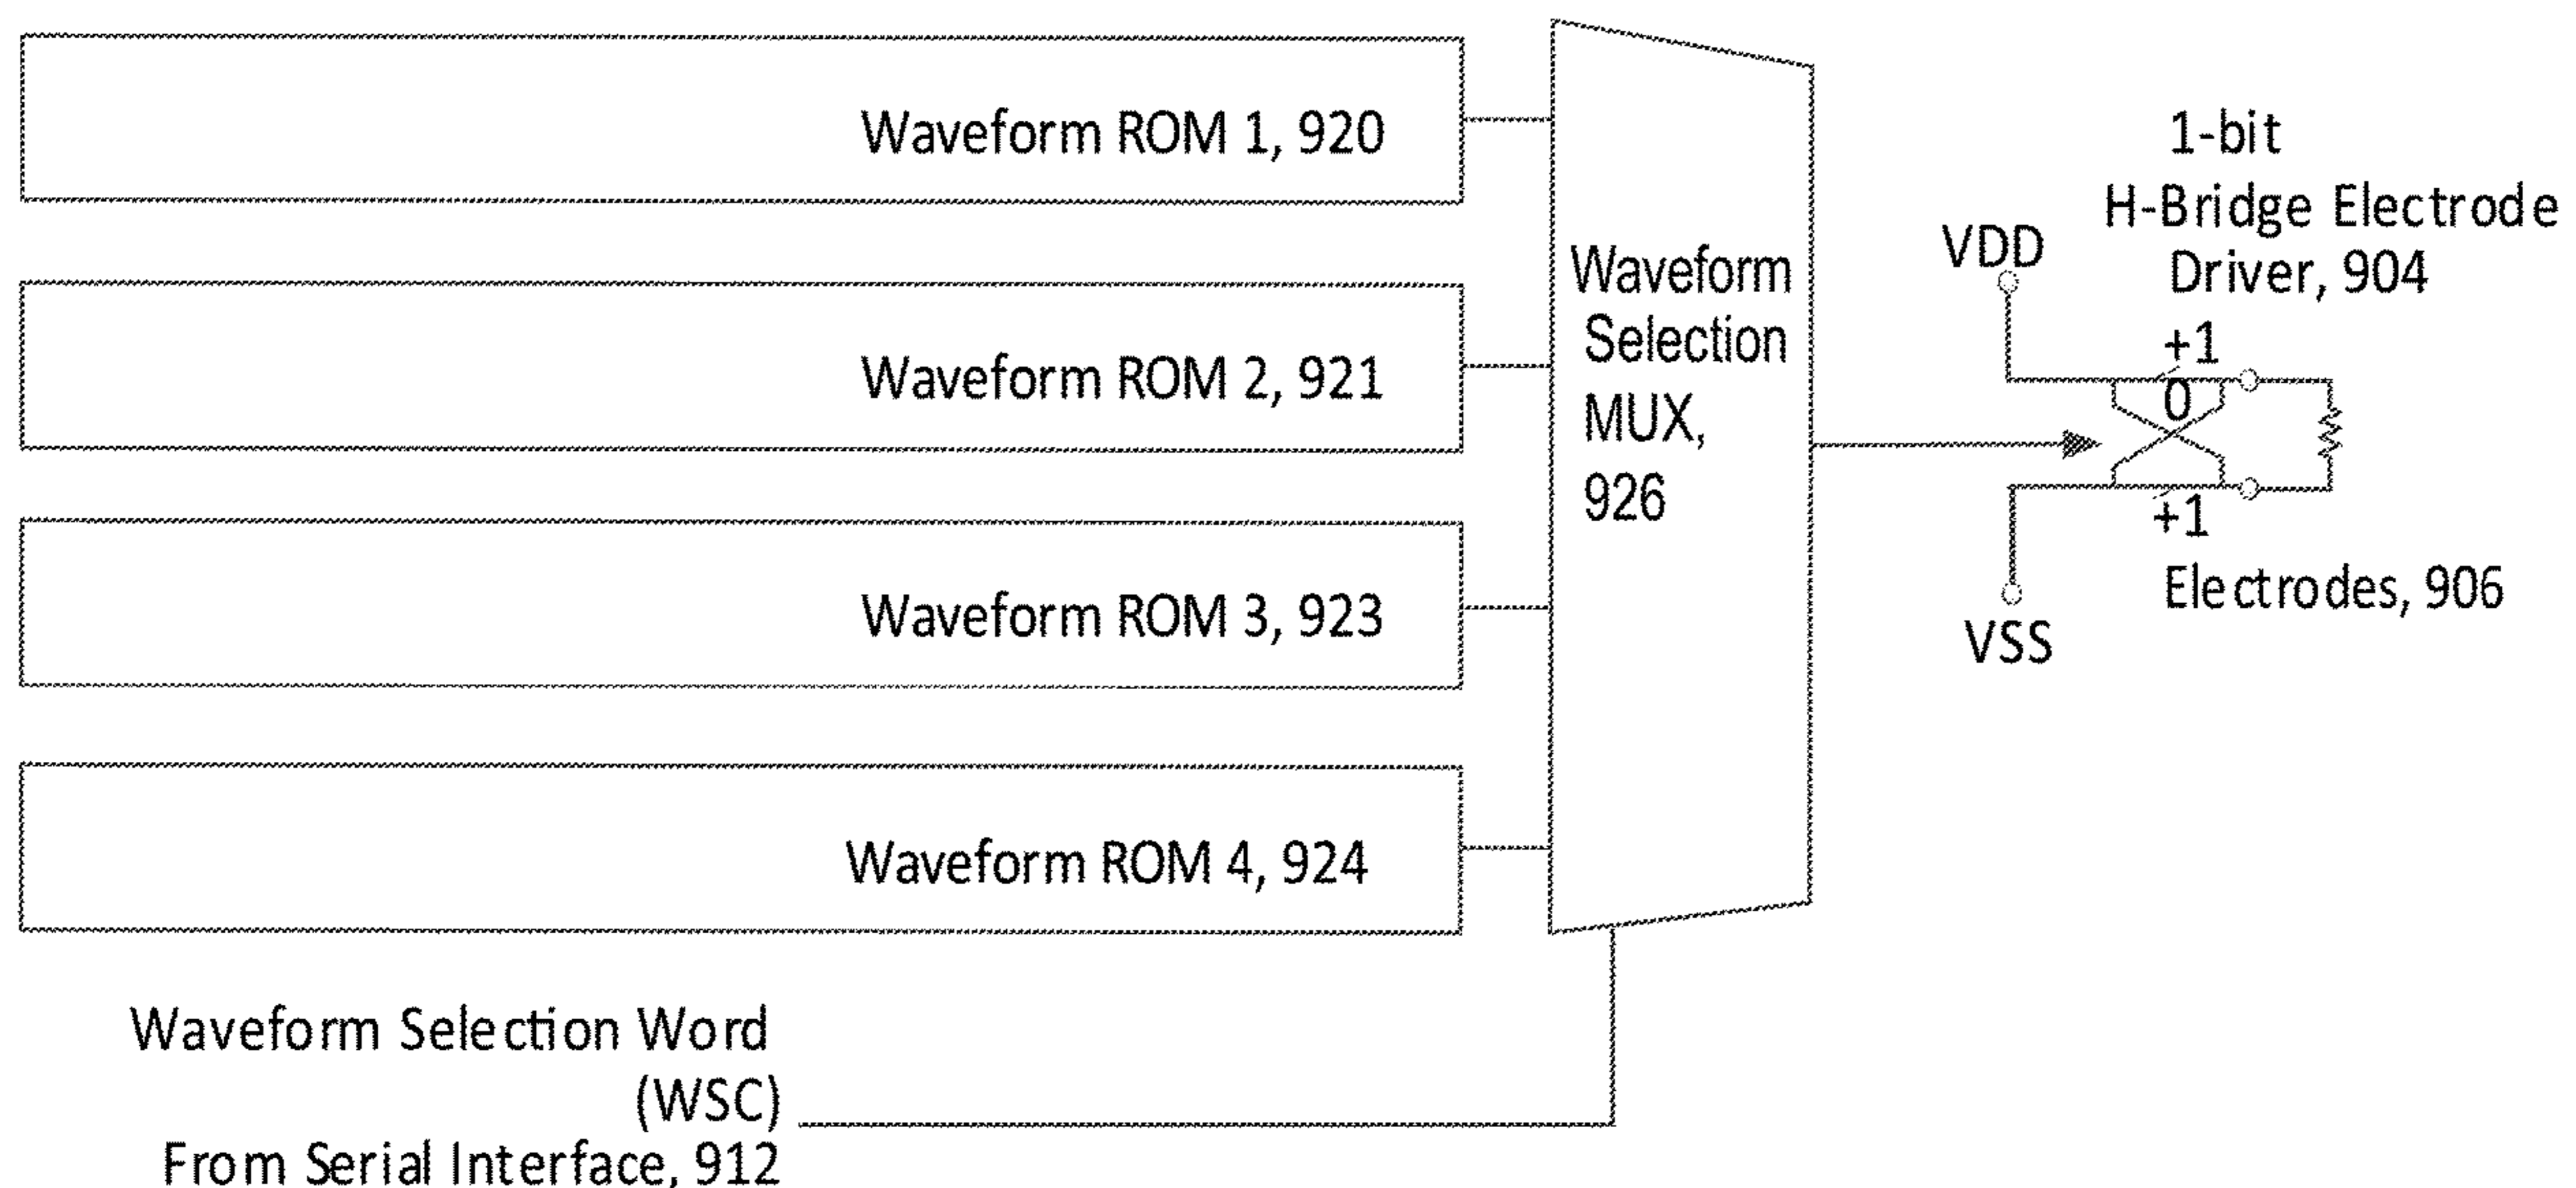 Waveform ROM 1, 920
Waveform ROM 2, 921
Waveform ROM 3, 923
Waveform ROM 4, 924
Waveform
Selection
MUX,
926
1-bit
H-Bridge Electrode
Driver, 904
VDD
+1
0
+1
VSS
Electrodes, 906
Waveform Selection Word
(WSC)
From Serial Interface, 912